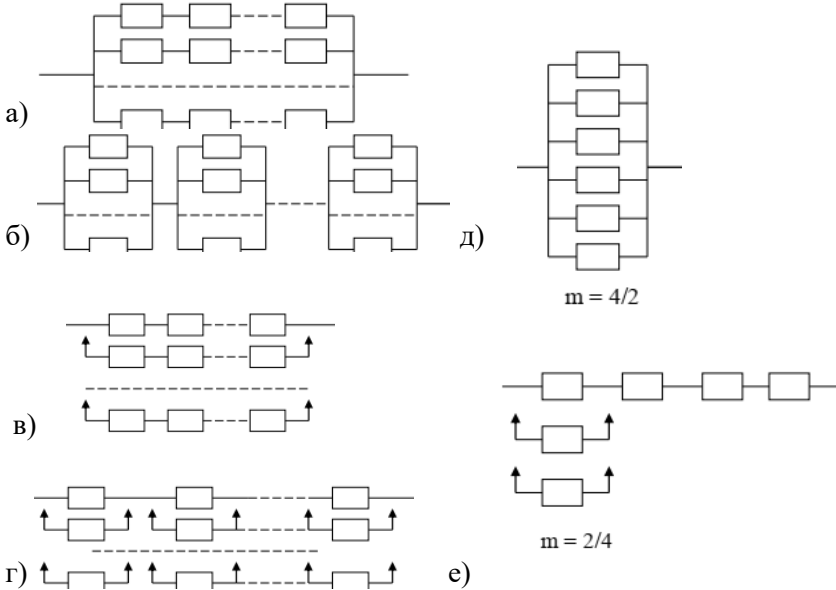 а)
б)
в)
г)
д)
m = 4/2
е)
m = 2/4